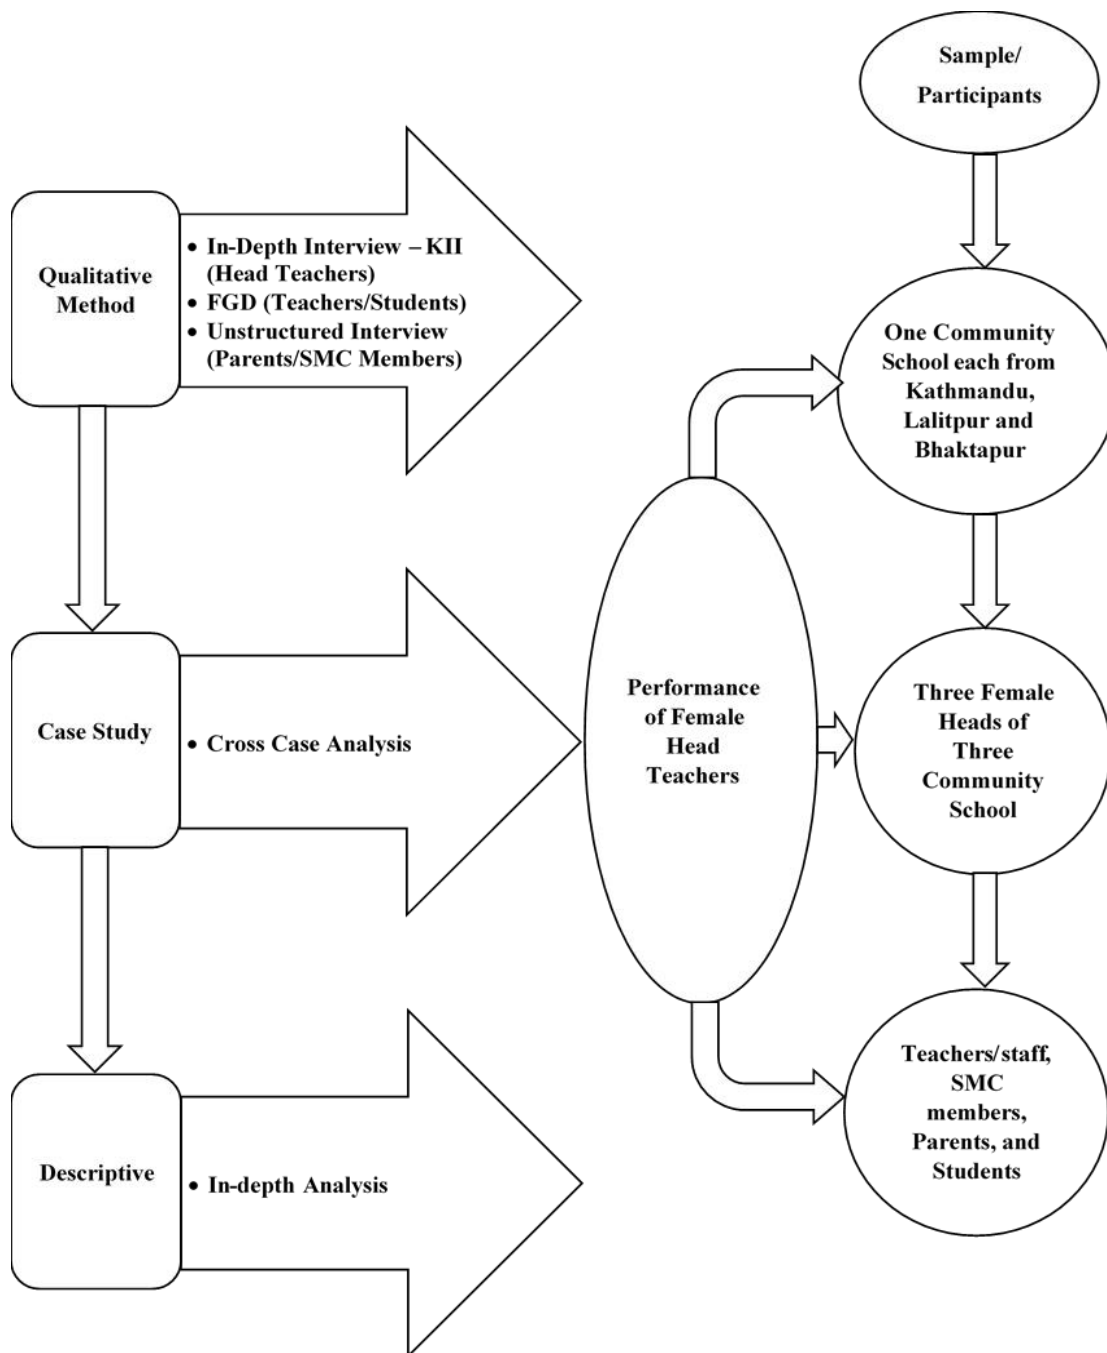 Sample/
Participants
Qualitative
Method
• In-Depth Interview – KII
(Head Teachers)
• FGD (Teachers/Students)
• Unstructured Interview
(Parents/SMC Members)
One Community
School each from
Kathmandu,
Lalitpur and
Bhaktapur
Case Study
• Cross Case Analysis
Performance
of Female
Head
Teachers
Three Female
Heads of
Three
Community
School
Descriptive
• In-depth Analysis
Teachers/staff,
SMC
members,
Parents, and
Students